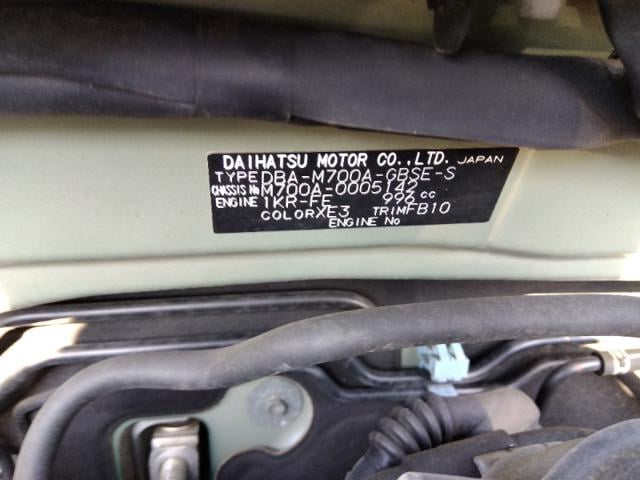 DAIHATSU MOTOR CO.,LTD. JAPAN
TYPE DBA-M700A-GBSE-S
CHASSIS No M700A-0005142
ENGINE 1KR-FE 996 cc
COLOR XE3 TRIM FB10
ENGINE No